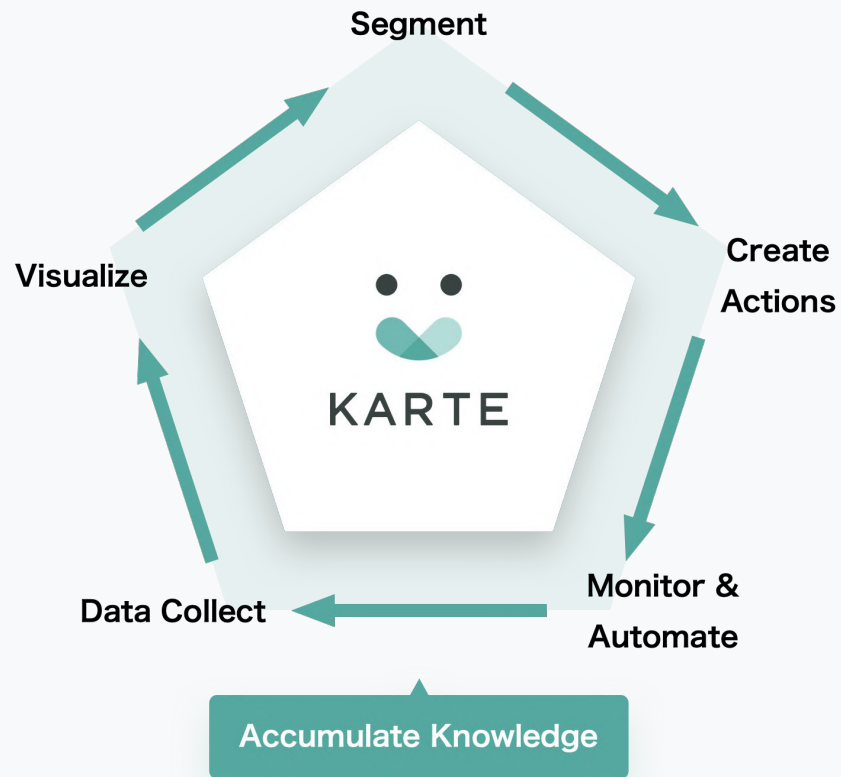 Segment
Visualize
Create
Actions
KARTE
Data Collect
Monitor &
Automate
Accumulate Knowledge